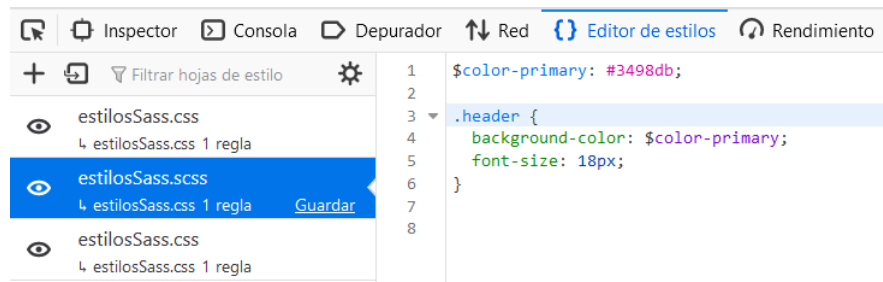 Inspector Consola Depurador Red {} Editor de estilos Rendimiento
Filtrar hojas de estilo
estilosSass.css
↳ estilosSass.css 1 regla
estilosSass.scss
↳ estilosSass.css 1 regla Guardar
estilosSass.css
↳ estilosSass.css 1 regla
1 $color-primary: #3498db;
2
3 .header {
4 background-color: $color-primary;
5 font-size: 18px;
6 }
7
8